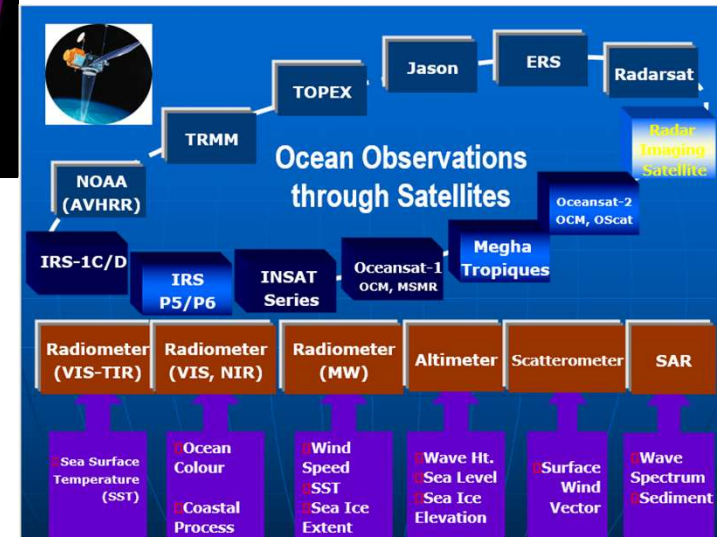 Jason
ERS
Radarsat
TOPEX
TRMM
NOAA
(AVHRR)
Ocean Observations
through Satellites
Radar
Imaging
Satellite
Oceansat-2
OCM, OScat
Megha
Tropiques
Oceansat-1
OCM, MSMR
INSAT
Series
IRS
P5/P6
IRS-1C/D
Radiometer
(VIS-TIR)
Radiometer
(VIS, NIR)
Radiometer
(MW)
Altimeter
Scatterometer
SAR
Sea Surface
Temperature
(SST)
Ocean
Colour
Coastal
Process
Wind
Speed
SST
Sea Ice
Extent
Wave Ht.
Sea Level
Sea Ice
Elevation
Surface
Wind
Vector
Wave
Spectrum
Sediment